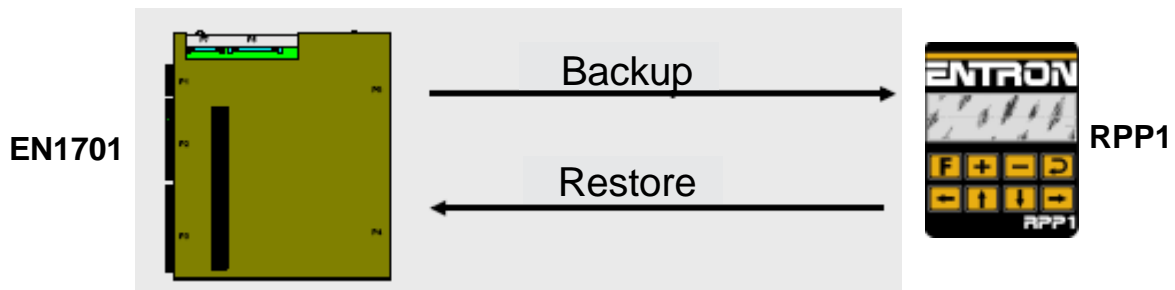 Backup
ENTRON
EN1701
RPP1
Restore
F + −
RPP1